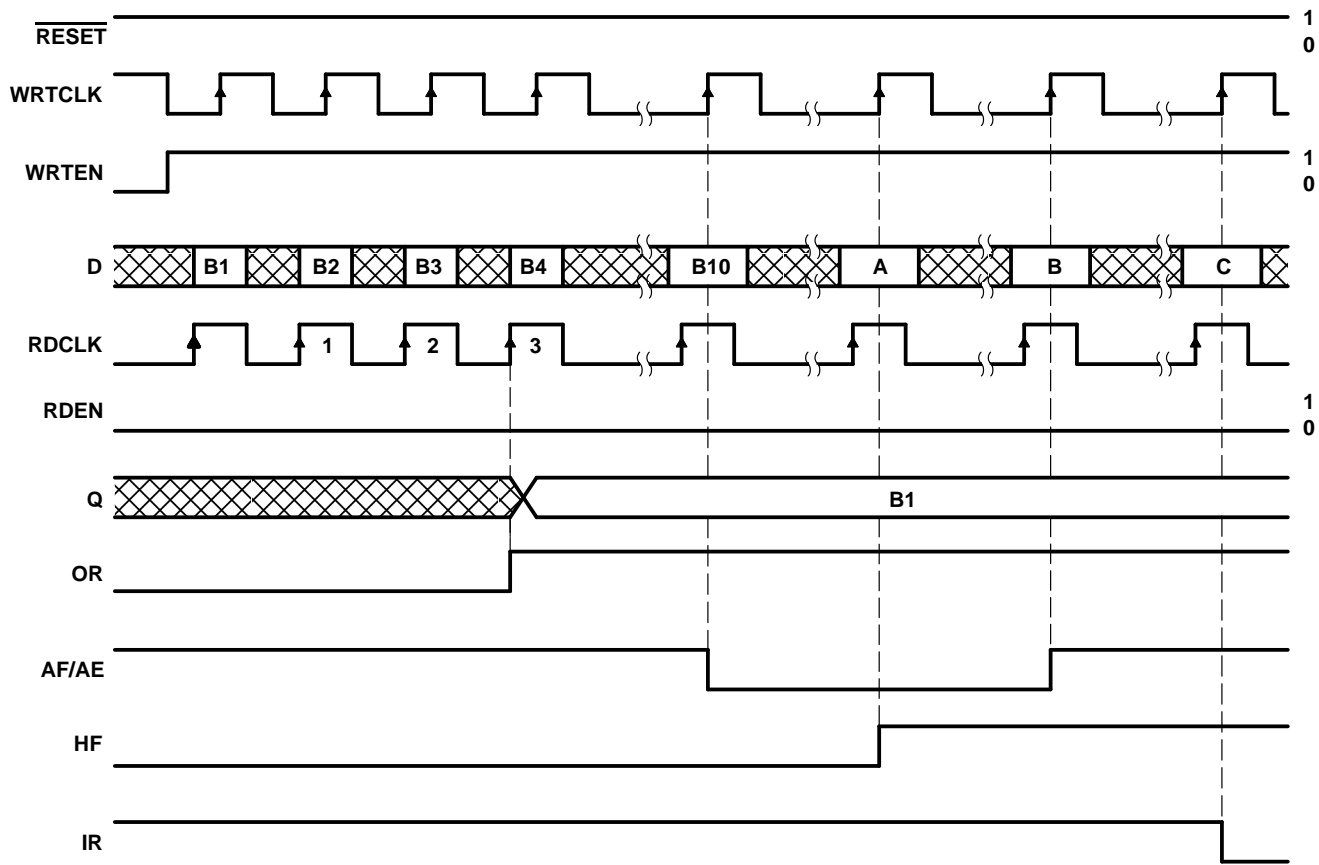 RESET 1
0
WRTCLK
WRTEN 1
0
D B1 B2 B3 B4 B10 A B C
RDCLK 1 2 3
RDEN 1
0
Q B1
OR
AF/AE
HF
IR